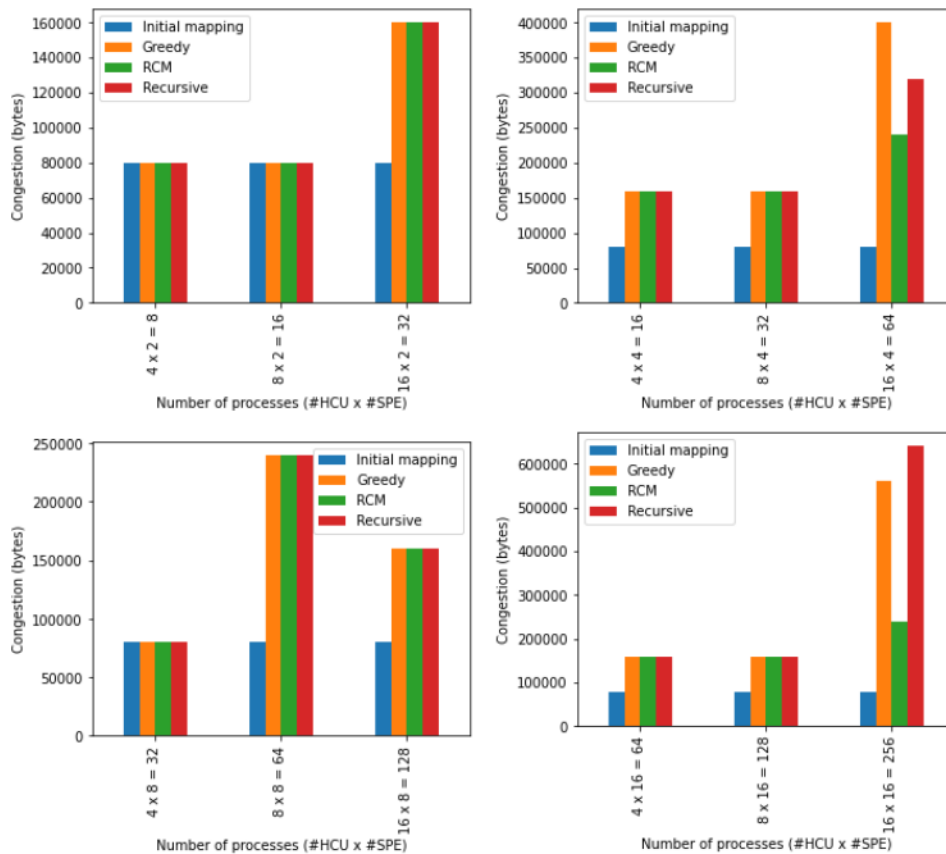 160000
140000
120000
100000
80000
60000
40000
20000
0
Congestion (bytes)
Initial mapping
Greedy
RCM
Recursive
4 x 2 = 8
8 x 2 = 16
16 x 2 = 32
Number of processes (#HCU x #SPE)
400000
350000
300000
250000
200000
150000
100000
50000
0
Congestion (bytes)
Initial mapping
Greedy
RCM
Recursive
4 x 4 = 16
8 x 4 = 32
16 x 4 = 64
Number of processes (#HCU x #SPE)
250000
200000
150000
100000
50000
0
Congestion (bytes)
Initial mapping
Greedy
RCM
Recursive
4 x 8 = 32
8 x 8 = 64
16 x 8 = 128
Number of processes (#HCU x #SPE)
600000
500000
400000
300000
200000
100000
0
Congestion (bytes)
Initial mapping
Greedy
RCM
Recursive
4 x 16 = 64
8 x 16 = 128
16 x 16 = 256
Number of processes (#HCU x #SPE)